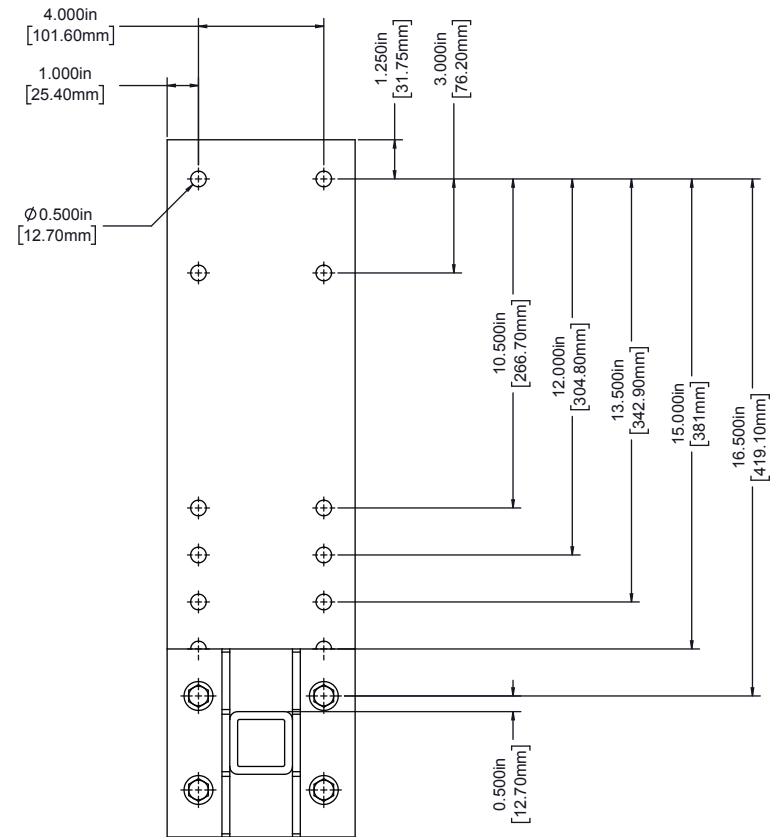 4.000in
[101.60mm]
1.000in
[25.40mm]
Ø0.500in
[12.70mm]
1.250in
[31.75mm]
3.000in
[76.20mm]
10.500in
[266.70mm]
12.000in
[304.80mm]
13.500in
[342.90mm]
15.000in
[381mm]
16.500in
[419.10mm]
0.500in
[12.70mm]